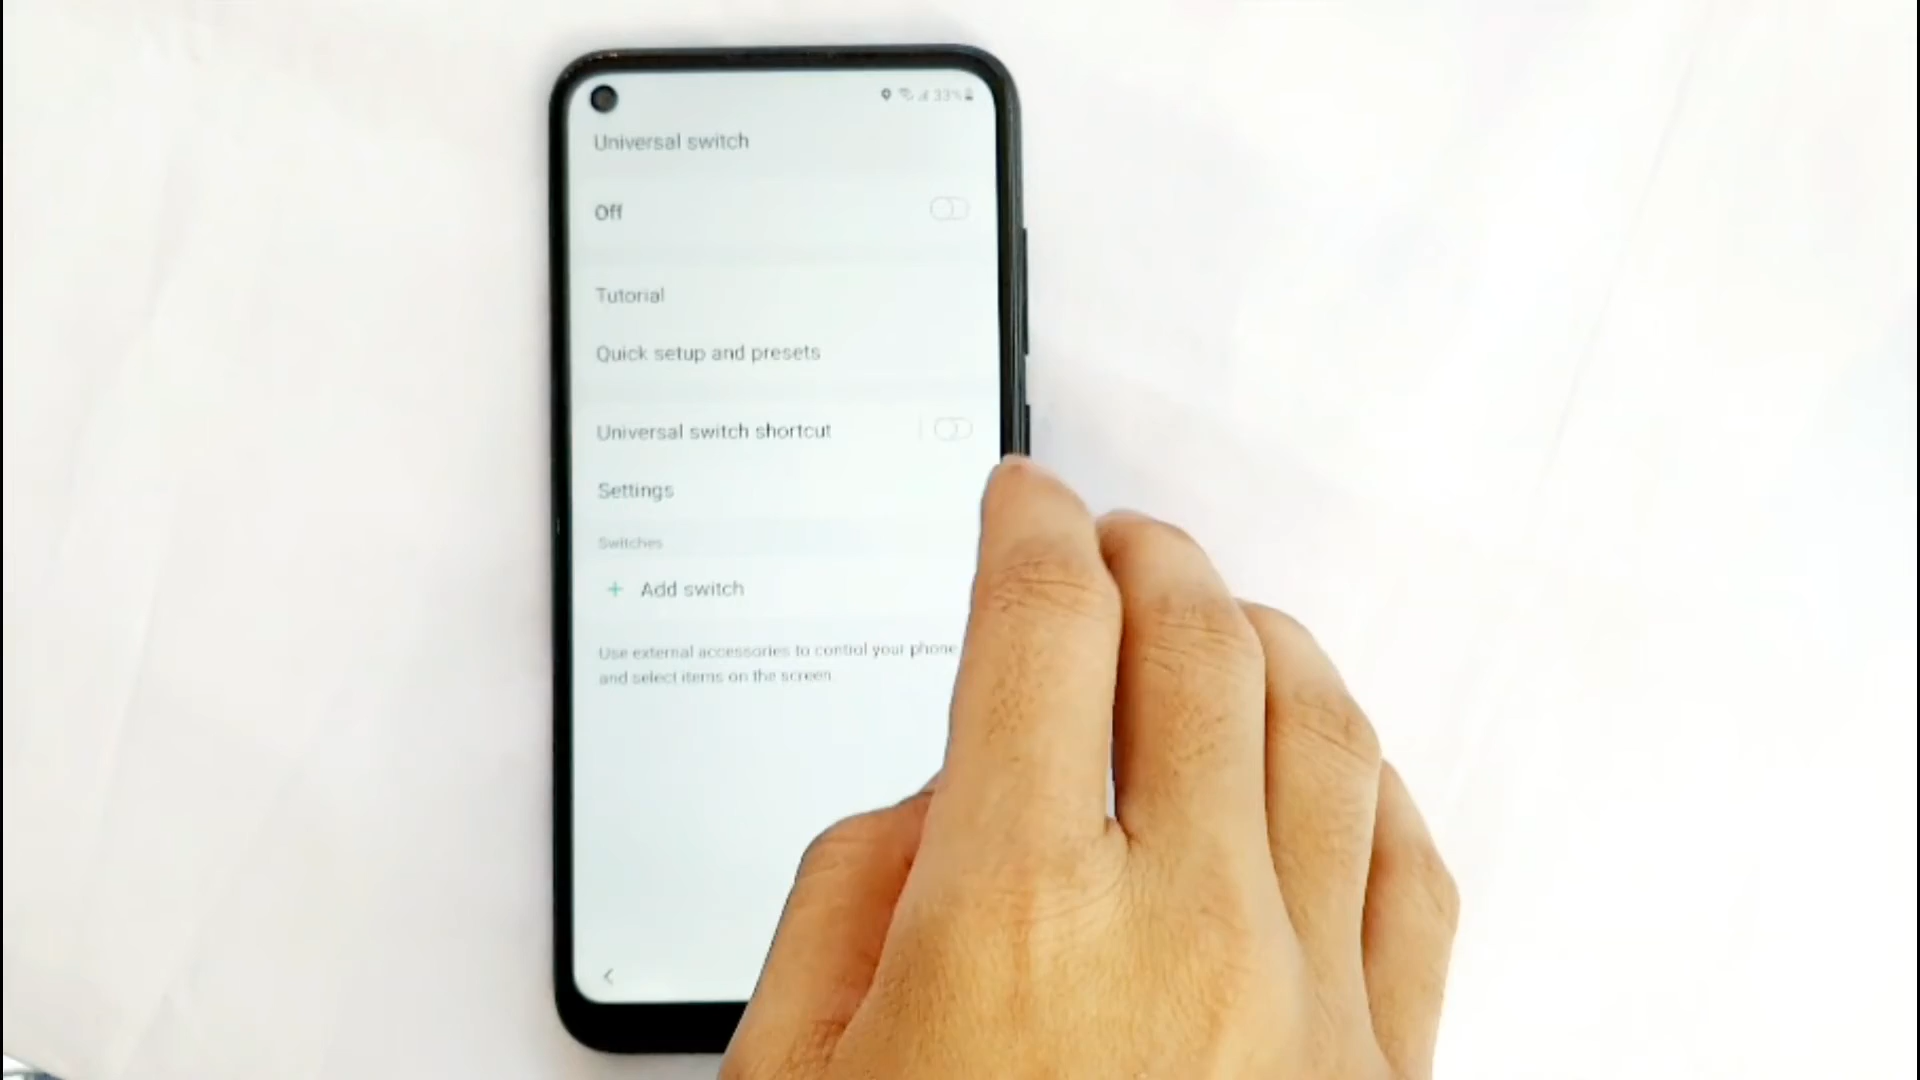 33%
Universal switch
Off
Tutorial
Quick setup and presets
Universal switch shortcut
Settings
Switches
+ Add switch
Use external accessories to control your phone
and select items on the screen.